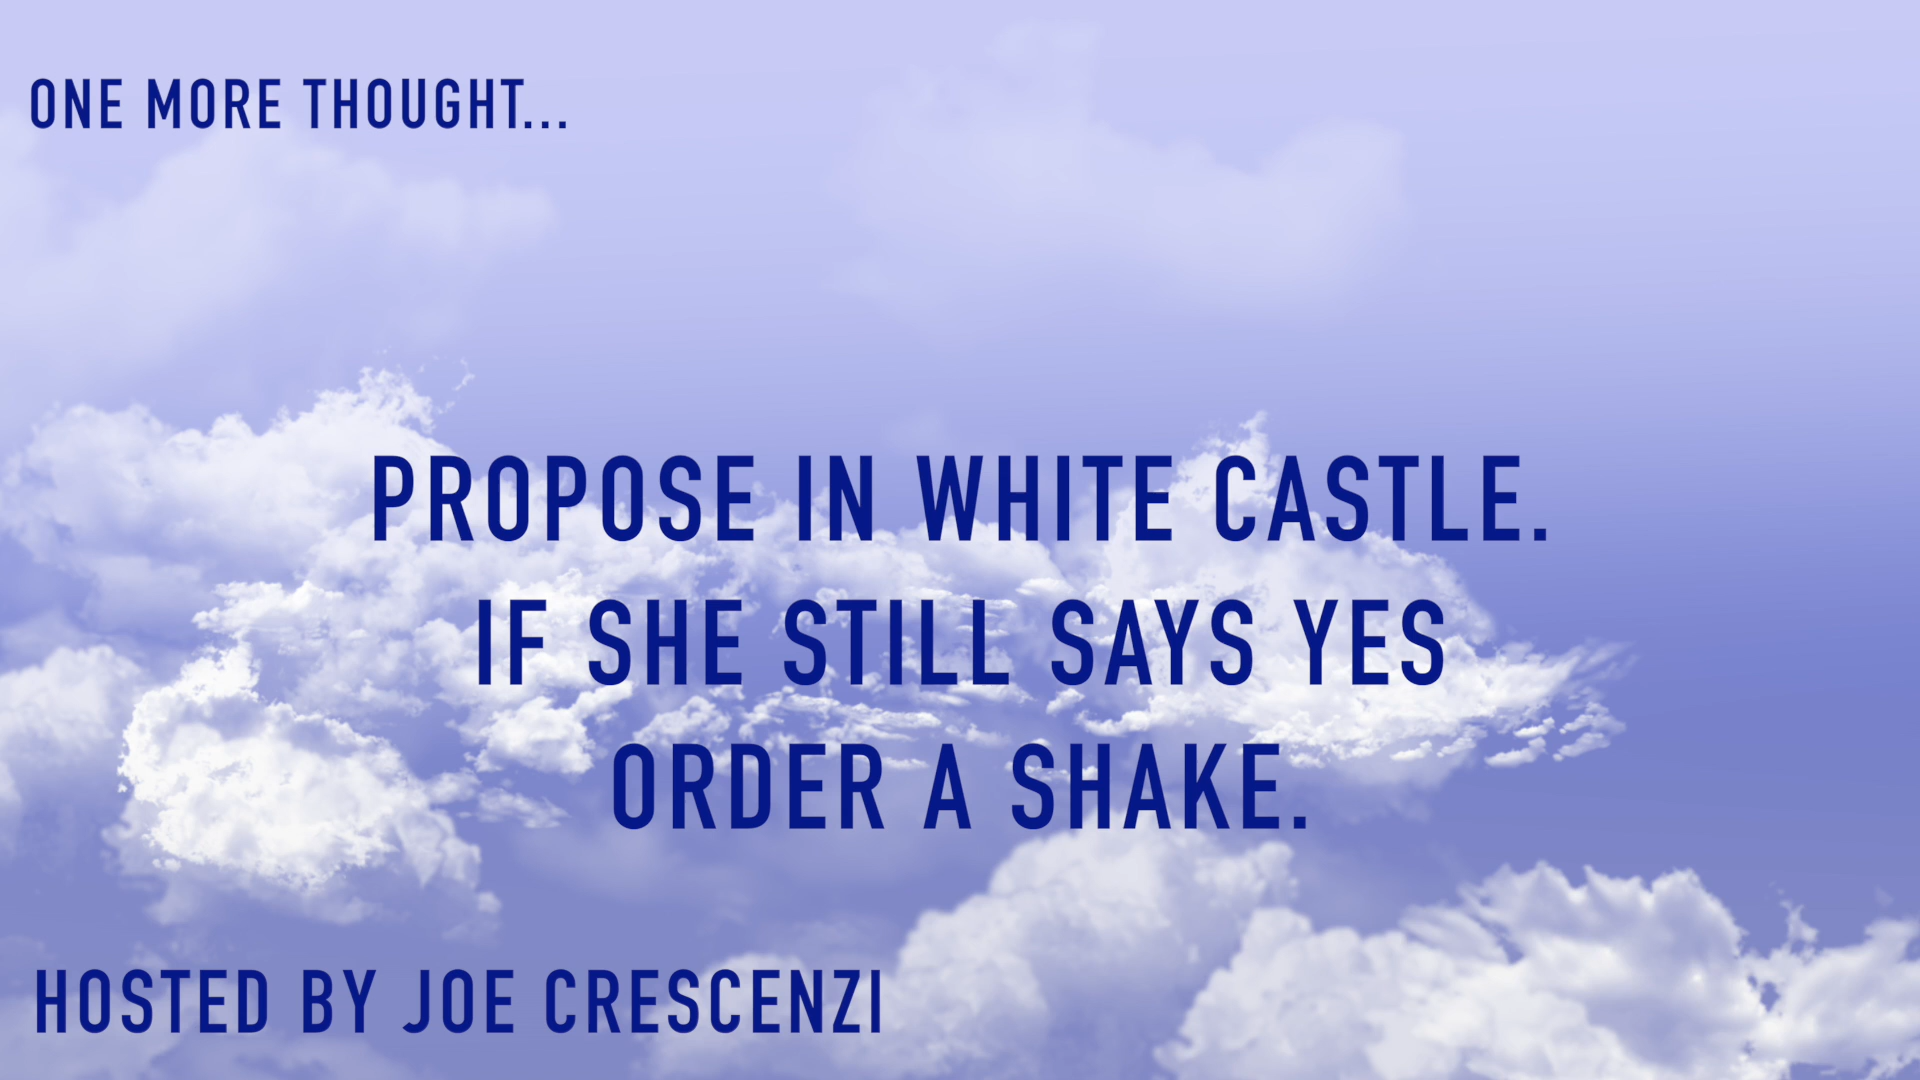 ONE MORE THOUGHT...
PROPOSE IN WHITE CASTLE.
IF SHE STILL SAYS YES
ORDER A SHAKE.
HOSTED BY JOE CRESCENZI